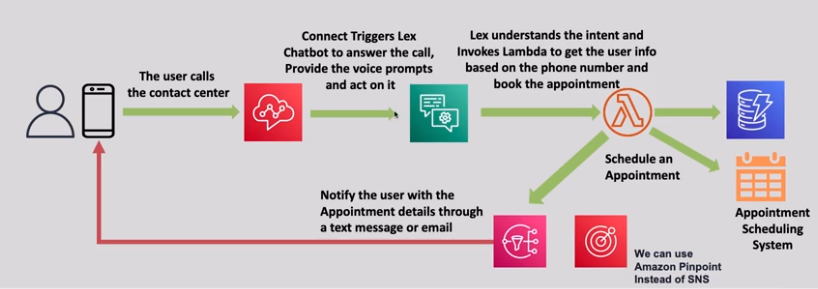 The user calls
the contact center
Connect Triggers Lex
Chatbot to answer the call,
Provide the voice prompts
and act on it
Lex understands the intent and
Invokes Lambda to get the user info
based on the phone number and
book the appointment
Schedule an
Appointment
Appointment
Scheduling
System
Notify the user with the
Appointment details through
a text message or email
We can use
Amazon Pinpoint
Instead of SNS